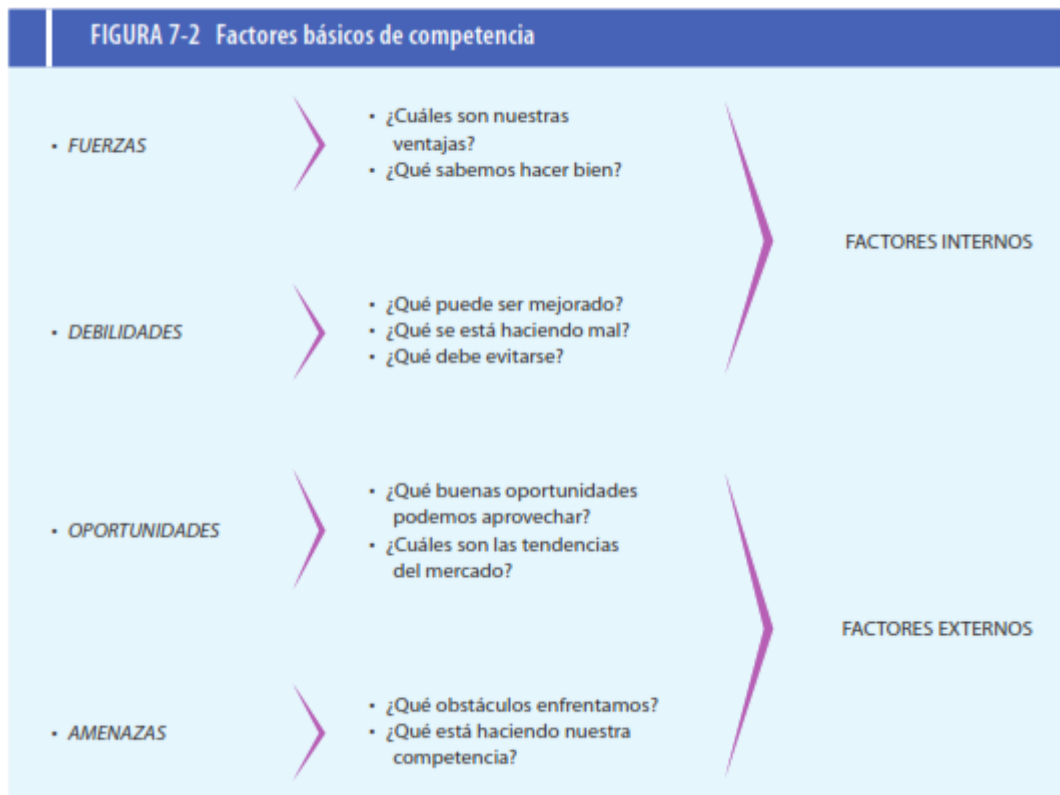 FIGURA 7-2 Factores básicos de competencia
• FUERZAS
• ¿Cuáles son nuestras
ventajas?
• ¿Qué sabemos hacer bien?
FACTORES INTERNOS
• DEBILIDADES
• ¿Qué puede ser mejorado?
• ¿Qué se está haciendo mal?
• ¿Qué debe evitarse?
• OPORTUNIDADES
• ¿Qué buenas oportunidades
podemos aprovechar?
• ¿Cuáles son las tendencias
del mercado?
FACTORES EXTERNOS
• AMENAZAS
• ¿Qué obstáculos enfrentamos?
• ¿Qué está haciendo nuestra
competencia?